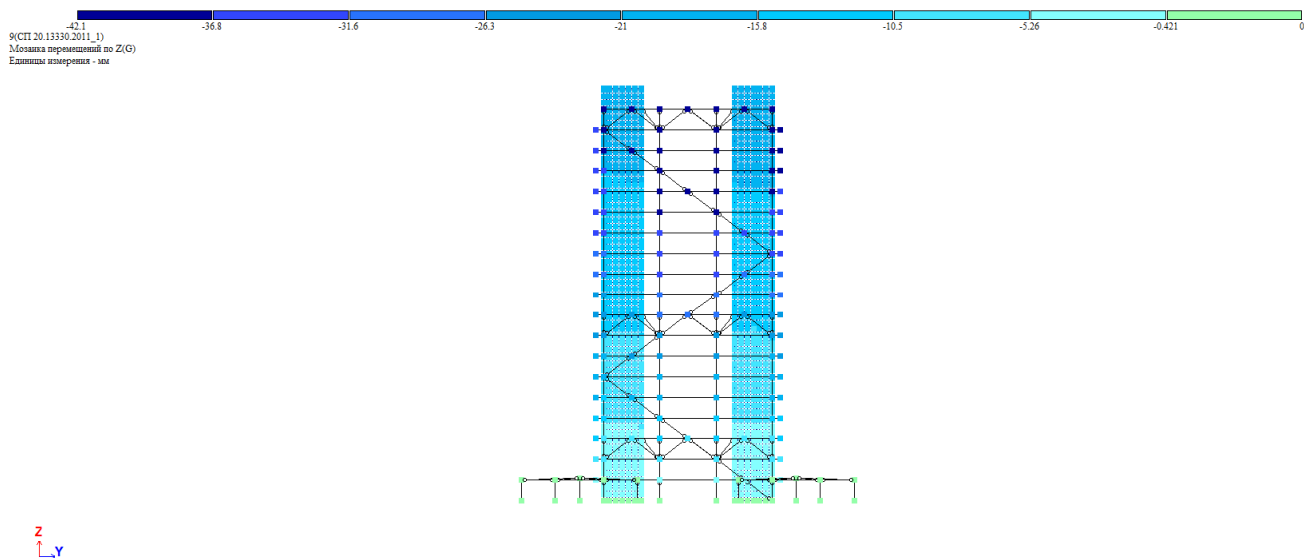 -42.1 -36.8 -31.6 -26.3 -21 -15.8 -10.5 -5.26 -0.421 0
9(СП 20.13330.2011_1)
Мозаика перемещений по Z(G)
Единицы измерения - мм
Z
Y